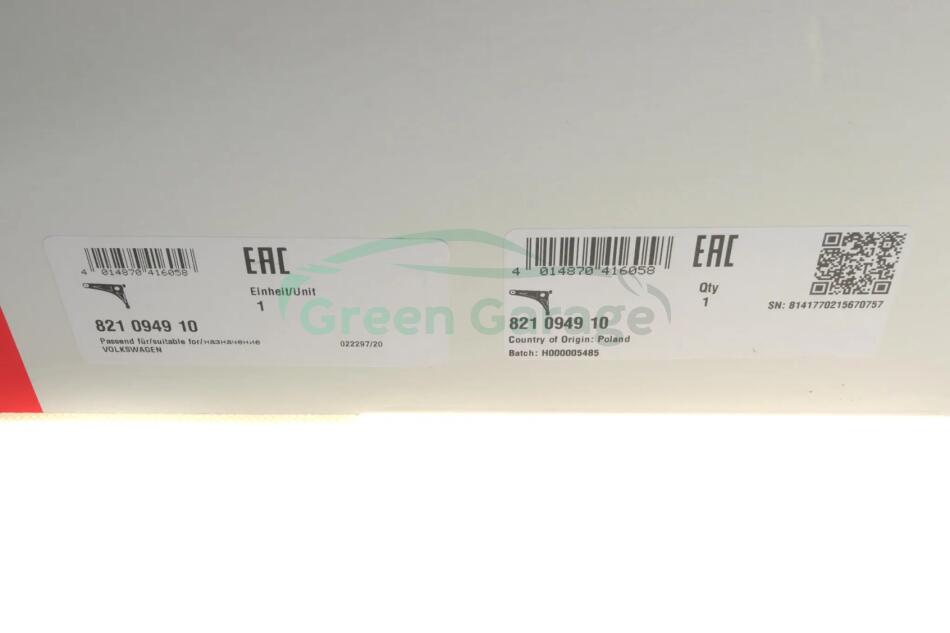 4 014870 416058
EAC
Einheit/Unit
1
821 0949 10
Passend für/suitable for/назначение
VOLKSWAGEN
022297/20
4 014870 416058
EAC
Qty
1
SN: 8141770215670757
821 0949 10
Country of Origin: Poland
Batch: H000005485
Green Garage